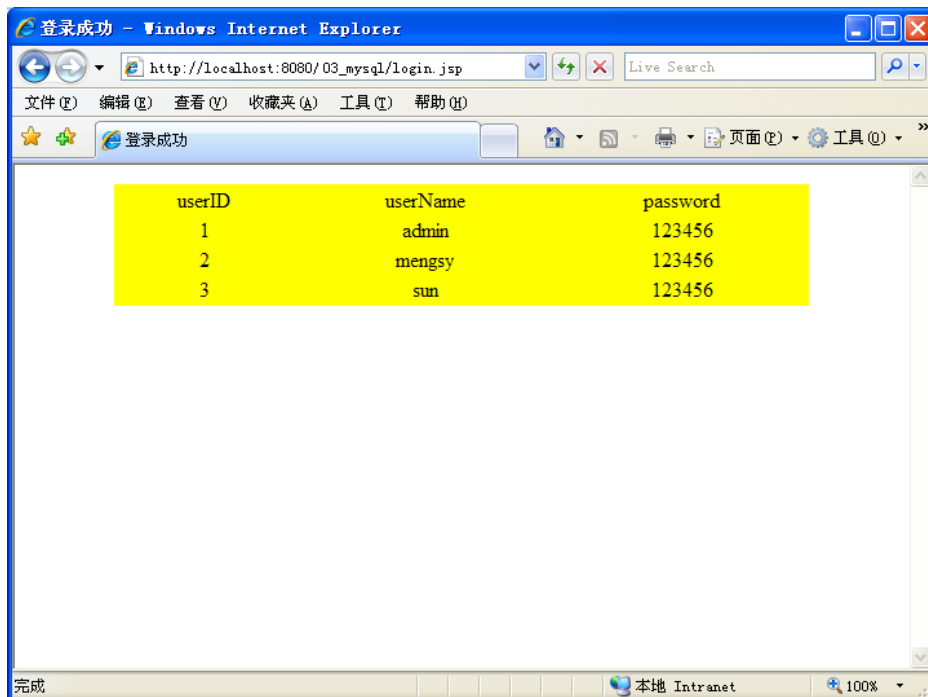 登录成功 - Windows Internet Explorer
http://localhost:8080/03_mysql/login.jsp Live Search
文件(F) 编辑(E) 查看(V) 收藏夹(A) 工具(T) 帮助(H)
登录成功 页面(P) 工具(O) »
userID userName password
1 admin 123456
2 mengsy 123456
3 sun 123456
完成 本地 Intranet 100%